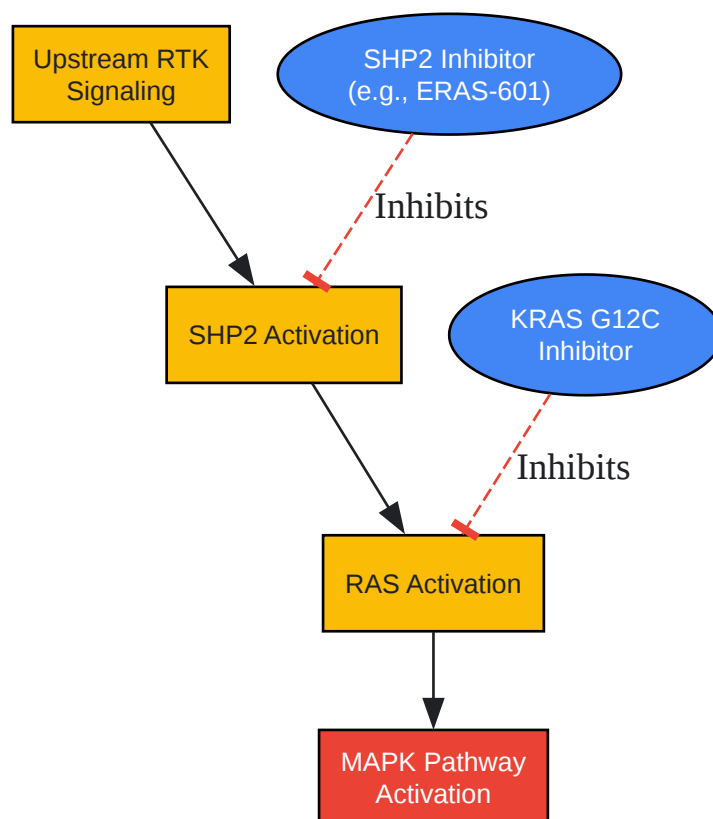 Upstream RTK
Signaling
SHP2 Inhibitor
(e.g., ERAS-601)
Inhibits
SHP2 Activation
KRAS G12C
Inhibitor
Inhibits
RAS Activation
MAPK Pathway
Activation